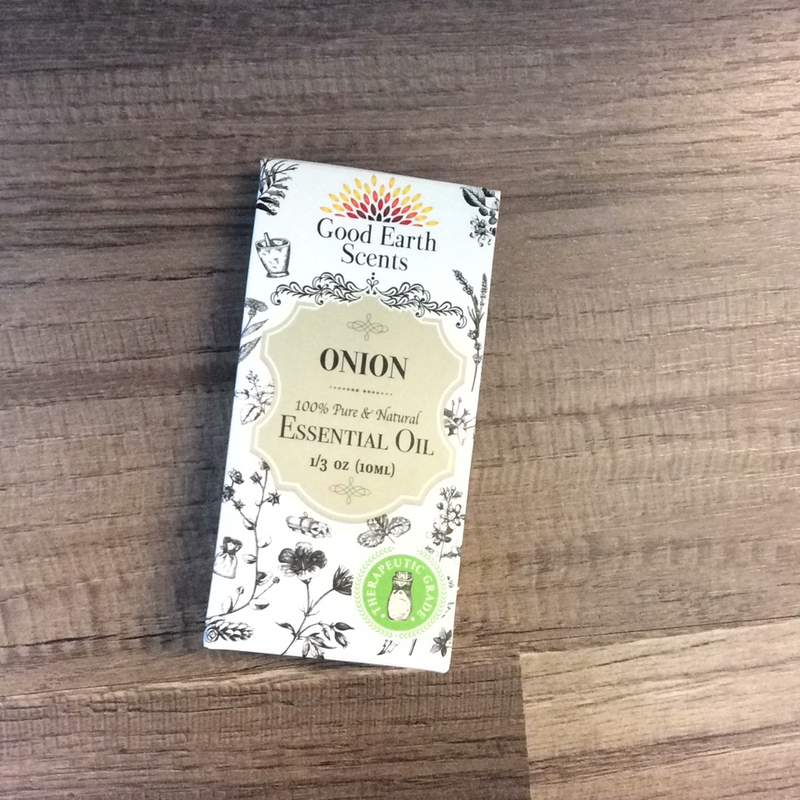 Good Earth
Scents
ONION
100% Pure & Natural
ESSENTIAL OIL
1/3 OZ (10ML)
THERAPEUTIC GRADE